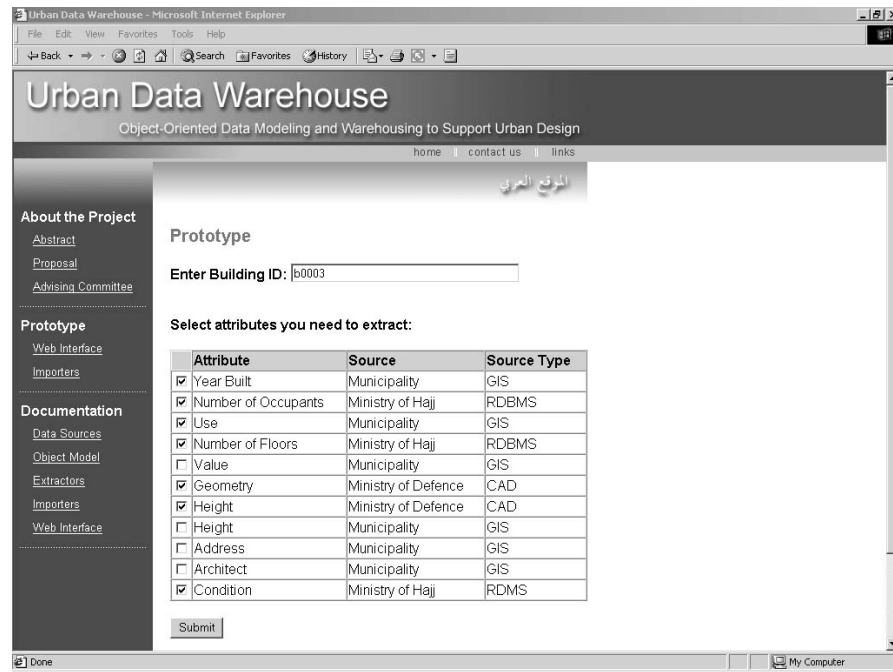 Urban Data Warehouse - Microsoft Internet Explorer
File Edit View Favorites Tools Help
Back Search Favorites History
Urban Data Warehouse
Object-Oriented Data Modeling and Warehousing to Support Urban Design
home contact us links
الموقع العربي
About the Project
Abstract
Proposal
Advising Committee
Prototype
Web Interface
Importers
Documentation
Data Sources
Object Model
Extractors
Importers
Web Interface
Prototype
Enter Building ID: b0003
Select attributes you need to extract:
Attribute Source Source Type
Year Built Municipality GIS
Number of Occupants Ministry of Hajj RDBMS
Use Municipality GIS
Number of Floors Ministry of Hajj RDBMS
Value Municipality GIS
Geometry Ministry of Defence CAD
Height Ministry of Defence CAD
Height Municipality GIS
Address Municipality GIS
Architect Municipality GIS
Condition Ministry of Hajj RDMS
Submit
Done My Computer